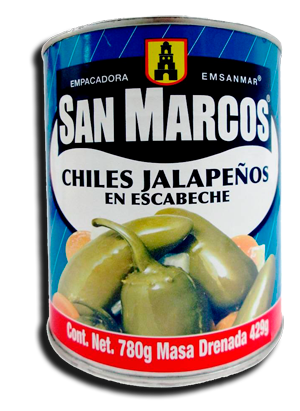 EMPACADORA EMSANMAR®
SAN MARCOS®
CHILES JALAPEÑOS
EN ESCABECHE
Cont. Net. 780g Masa Drenada 429g